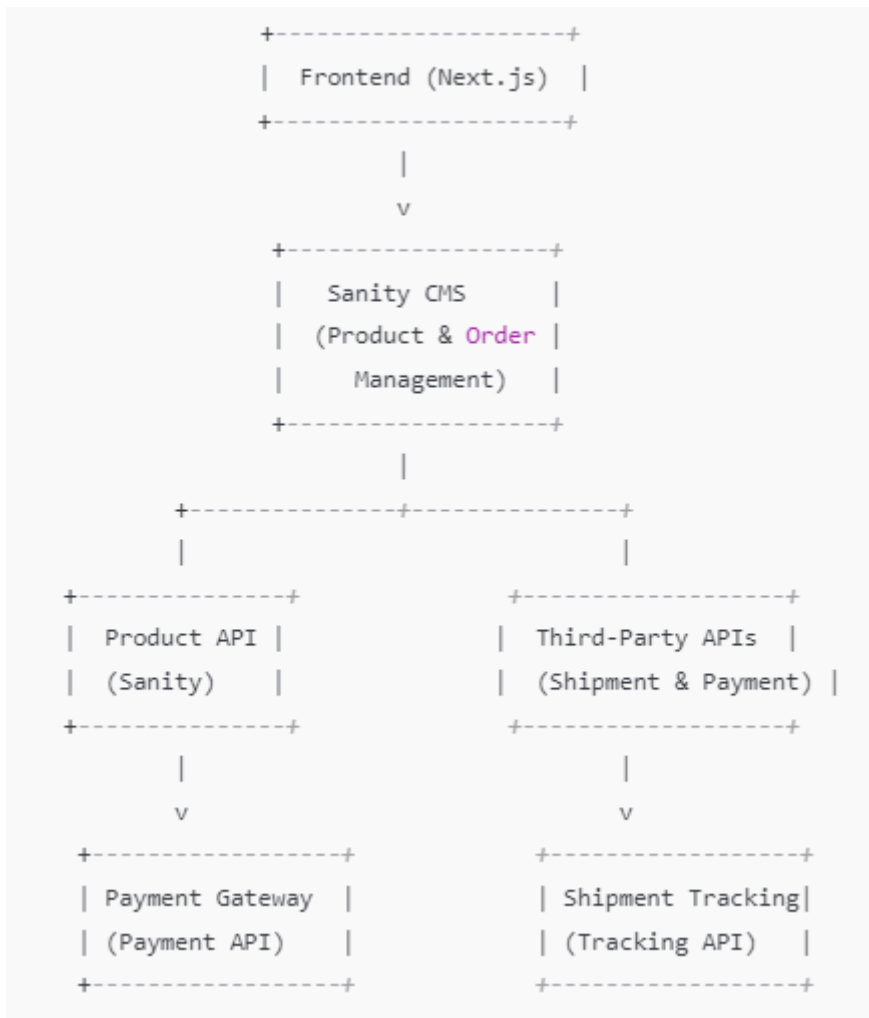 +---------------------+
|  Frontend (Next.js)  |
+---------------------+
|
v
+-------------------+
|   Sanity CMS      |
|  (Product & Order |
|     Management)   |
+-------------------+
|
+---------------+---------------+
|                               |
+---------------+               +-------------------+
|  Product API |               |  Third-Party APIs  |
|  (Sanity)    |               |  (Shipment & Payment) |
+---------------+               +-------------------+
|                               |
v                               v
+------------------+             +------------------+
| Payment Gateway  |             | Shipment Tracking|
| (Payment API)    |             | (Tracking API)   |
+------------------+             +------------------+